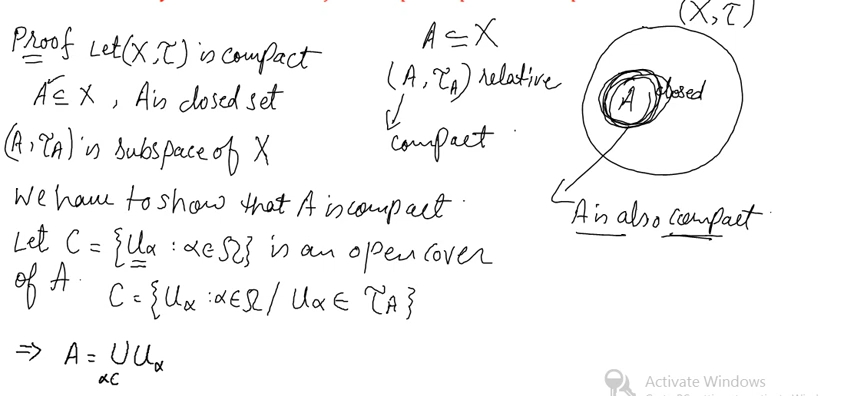 (X, τ)
Proof Let (X, τ) is compact
A ⊆ X , A is closed set
(A, τA) is subspace of X
We have to show that A is compact.
Let C = {Uα : α∈Ω} is an open cover
of A.
C = {Uα : α∈Ω / Uα ∈ τA}
⇒ A = ∪Uα
αC
A ⊆ X
(A, τA) relative
compact.
A closed
A is also compact.
Activate Windows